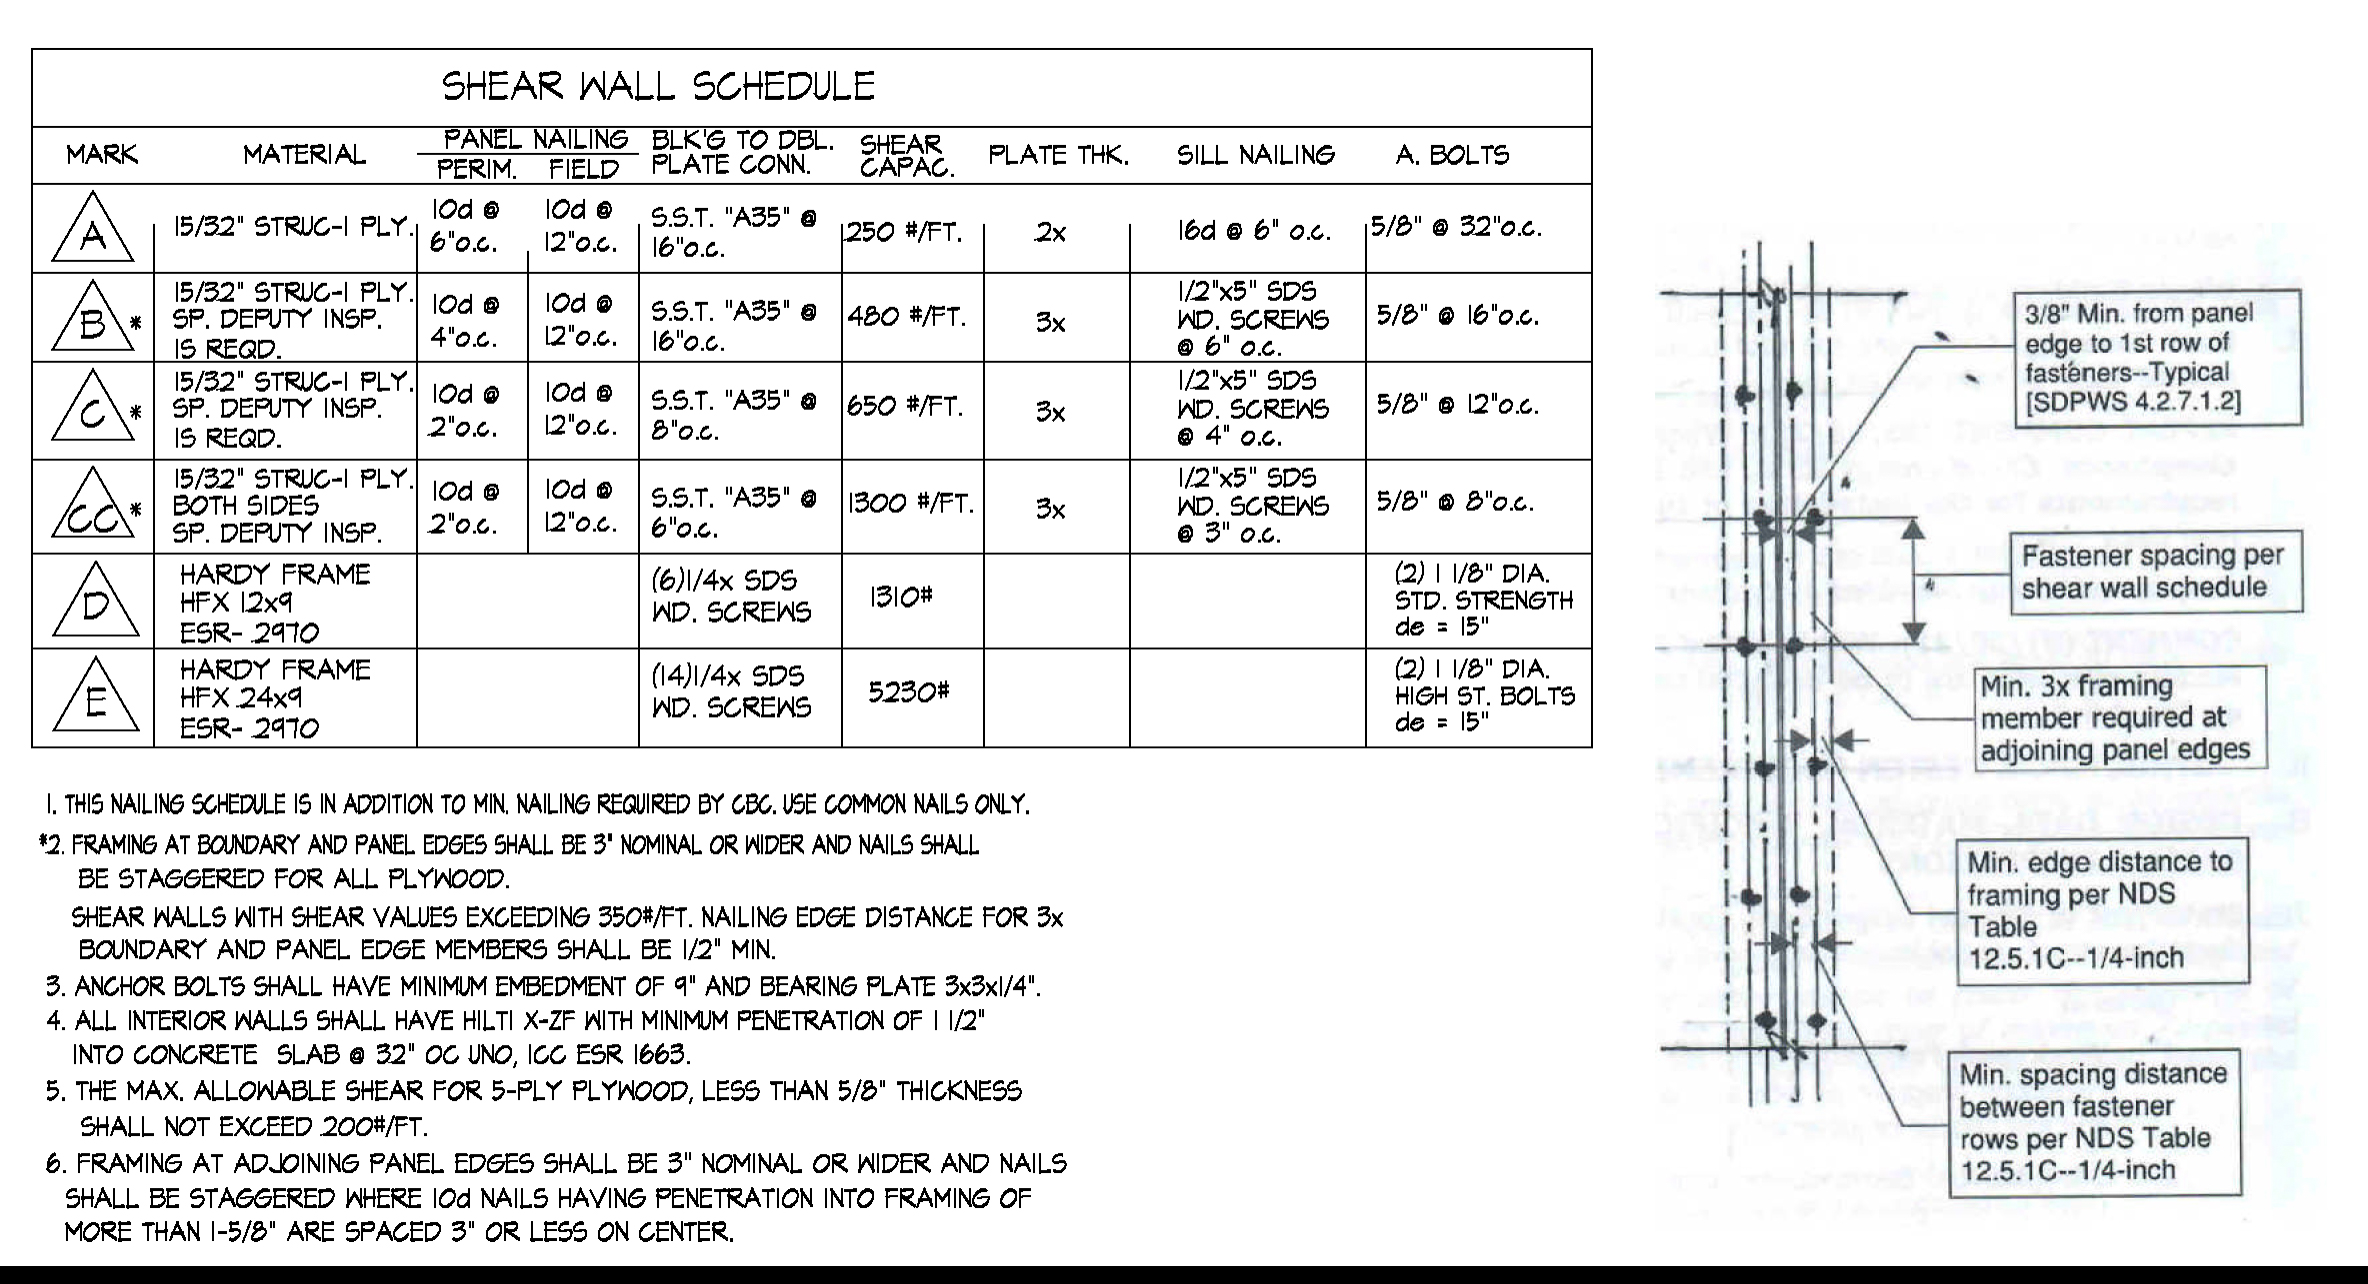 SHEAR WALL SCHEDULE
MARK
MATERIAL
PANEL NAILING
PERIM.
FIELD
BLK'G TO DBL.
PLATE CONN.
SHEAR
CAPAC.
PLATE THK.
SILL NAILING
A. BOLTS
A
15/32" STRUC-I PLY.
10d @
6"o.c.
10d @
12"o.c.
S.S.T. "A35" @
16"o.c.
250 #/FT.
2x
16d @ 6" o.c.
5/8" @ 32"o.c.
B *
15/32" STRUC-I PLY.
SP. DEPUTY INSP.
IS REQD.
10d @
4"o.c.
10d @
12"o.c.
S.S.T. "A35" @
16"o.c.
480 #/FT.
3x
1/2"x5" SDS
WD. SCREWS
@ 6" o.c.
5/8" @ 16"o.c.
C *
15/32" STRUC-I PLY.
SP. DEPUTY INSP.
IS REQD.
10d @
2"o.c.
10d @
12"o.c.
S.S.T. "A35" @
8"o.c.
650 #/FT.
3x
1/2"x5" SDS
WD. SCREWS
@ 4" o.c.
5/8" @ 12"o.c.
CC *
15/32" STRUC-I PLY.
BOTH SIDES
SP. DEPUTY INSP.
10d @
2"o.c.
10d @
12"o.c.
S.S.T. "A35" @
6"o.c.
1300 #/FT.
3x
1/2"x5" SDS
WD. SCREWS
@ 3" o.c.
5/8" @ 8"o.c.
D
HARDY FRAME
HFX 12x9
ESR- 2970
(6)1/4x SDS
WD. SCREWS
1310#
(2) 1 1/8" DIA.
STD. STRENGTH
de = 15"
E
HARDY FRAME
HFX 24x9
ESR- 2970
(14)1/4x SDS
WD. SCREWS
5230#
(2) 1 1/8" DIA.
HIGH ST. BOLTS
de = 15"
1. THIS NAILING SCHEDULE IS IN ADDITION TO MIN. NAILING REQUIRED BY CBC. USE COMMON NAILS ONLY.
*2. FRAMING AT BOUNDARY AND PANEL EDGES SHALL BE 3" NOMINAL OR WIDER AND NAILS SHALL
BE STAGGERED FOR ALL PLYWOOD.
SHEAR WALLS WITH SHEAR VALUES EXCEEDING 350#/FT. NAILING EDGE DISTANCE FOR 3x
BOUNDARY AND PANEL EDGE MEMBERS SHALL BE 1/2" MIN.
3. ANCHOR BOLTS SHALL HAVE MINIMUM EMBEDMENT OF 9" AND BEARING PLATE 3x3x1/4".
4. ALL INTERIOR WALLS SHALL HAVE HILTI X-ZF WITH MINIMUM PENETRATION OF 1 1/2"
INTO CONCRETE SLAB @ 32" OC UNO, ICC ESR 1663.
5. THE MAX. ALLOWABLE SHEAR FOR 5-PLY PLYWOOD, LESS THAN 5/8" THICKNESS
SHALL NOT EXCEED 200#/FT.
6. FRAMING AT ADJOINING PANEL EDGES SHALL BE 3" NOMINAL OR WIDER AND NAILS
SHALL BE STAGGERED WHERE 10d NAILS HAVING PENETRATION INTO FRAMING OF
MORE THAN 1-5/8" ARE SPACED 3" OR LESS ON CENTER.
3/8" Min. from panel
edge to 1st row of
fasteners--Typical
[SDPWS 4.2.7.1.2]
Fastener spacing per
shear wall schedule
Min. 3x framing
member required at
adjoining panel edges
Min. edge distance to
framing per NDS
Table
12.5.1C--1/4-inch
Min. spacing distance
between fastener
rows per NDS Table
12.5.1C--1/4-inch